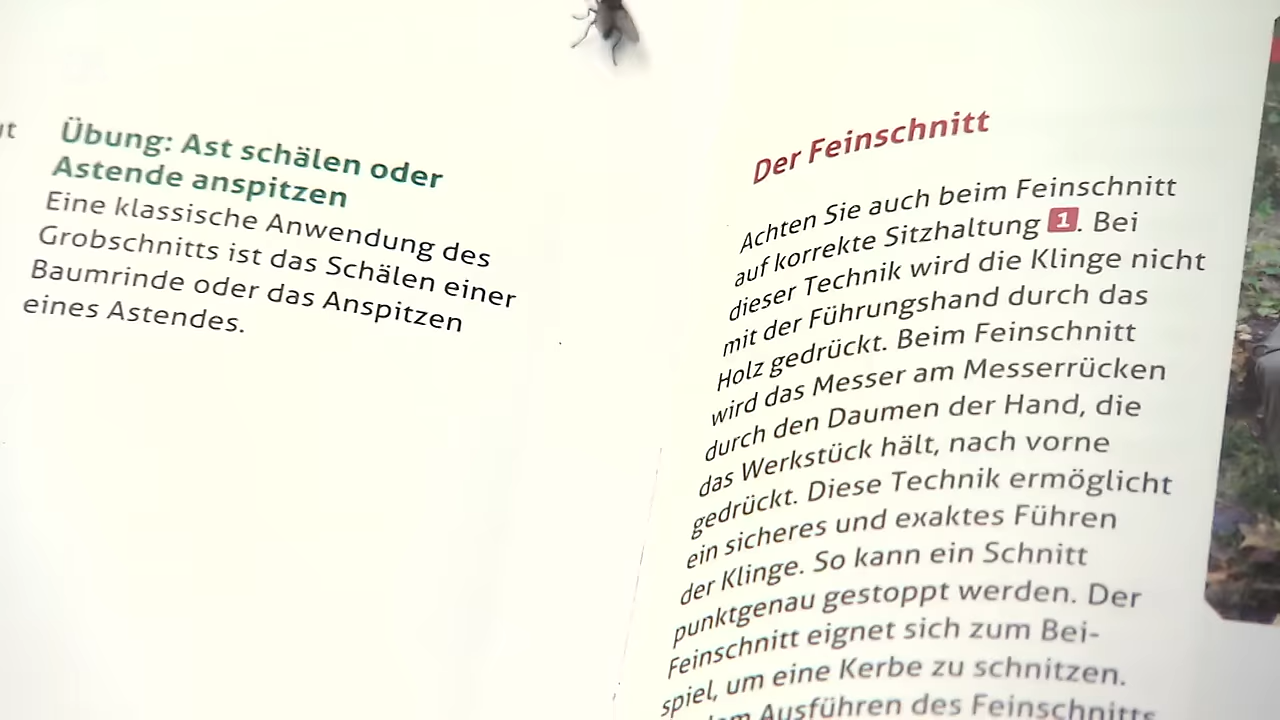 Übung: Ast schälen oder
Astende anspitzen
Eine klassische Anwendung des
Grobschnitts ist das Schälen einer
Baumrinde oder das Anspitzen
eines Astendes.
Der Feinschnitt
Achten Sie auch beim Feinschnitt
auf korrekte Sitzhaltung 1. Bei
dieser Technik wird die Klinge nicht
mit der Führungshand durch das
Holz gedrückt. Beim Feinschnitt
wird das Messer am Messerrücken
durch den Daumen der Hand, die
das Werkstück hält, nach vorne
gedrückt. Diese Technik ermöglicht
ein sicheres und exaktes Führen
der Klinge. So kann ein Schnitt
punktgenau gestoppt werden. Der
Feinschnitt eignet sich zum Bei-
spiel, um eine Kerbe zu schnitzen.
Ausführen des Feinschnitts